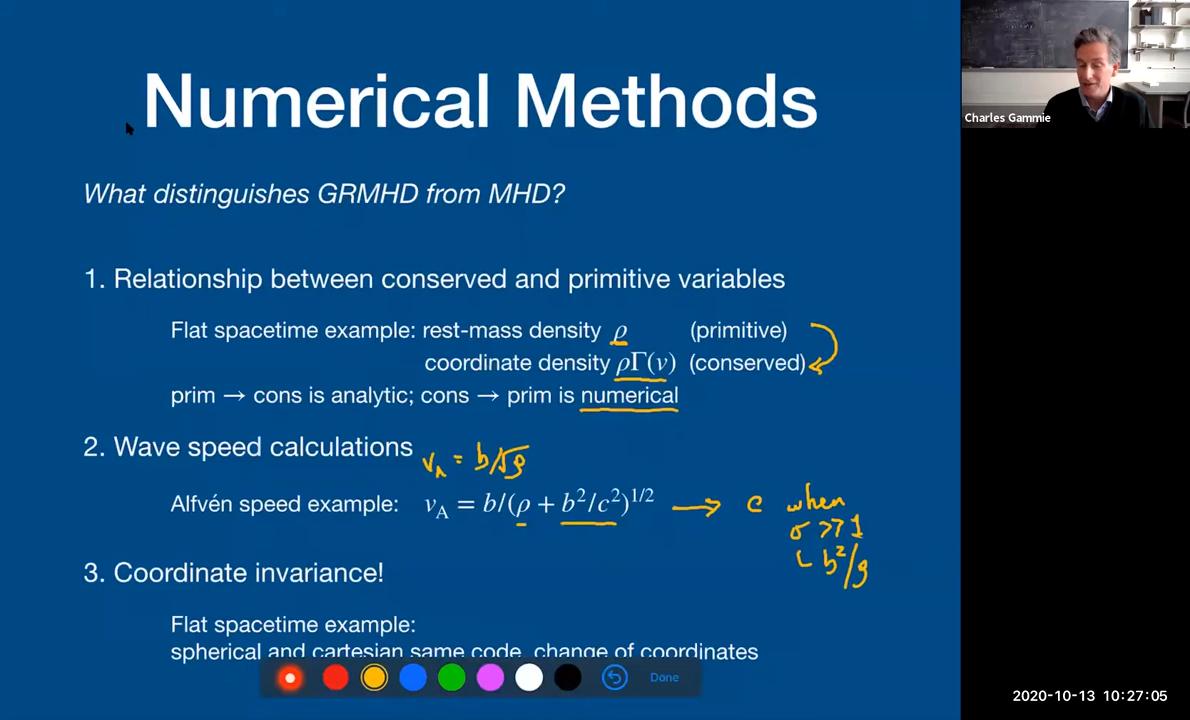 Numerical Methods
Charles Gammie
What distinguishes GRMHD from MHD?
1. Relationship between conserved and primitive variables
Flat spacetime example: rest-mass density ρ (primitive)
coordinate density ρΓ(v) (conserved)
prim → cons is analytic; cons → prim is numerical
2. Wave speed calculations v_A = b/√ρ
Alfvén speed example: v_A = b/(ρ + b²/c²)^{1/2} → c when
σ >> 1
b²/ρ
3. Coordinate invariance!
Flat spacetime example:
spherical and cartesian same code, change of coordinates
Done
2020-10-13 10:27:05